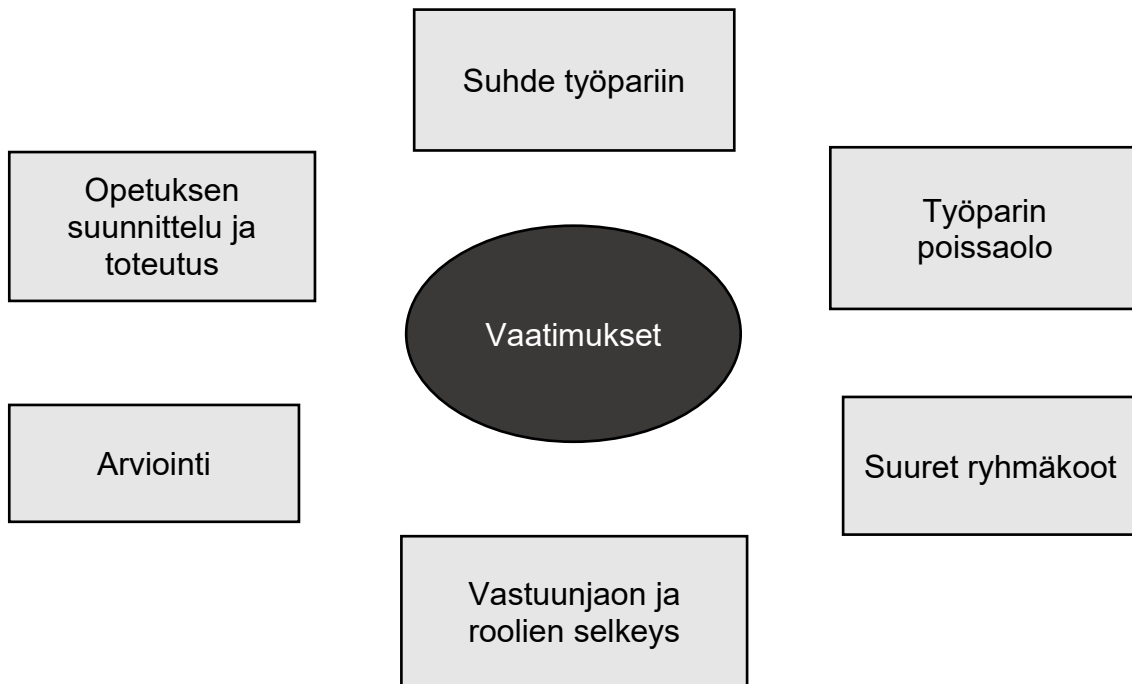 Suhde työpariin
Opetuksen
suunnittelu ja
toteutus
Työparin
poissaolo
Vaatimukset
Arviointi
Suuret ryhmäkoot
Vastuunjaon ja
roolien selkeys